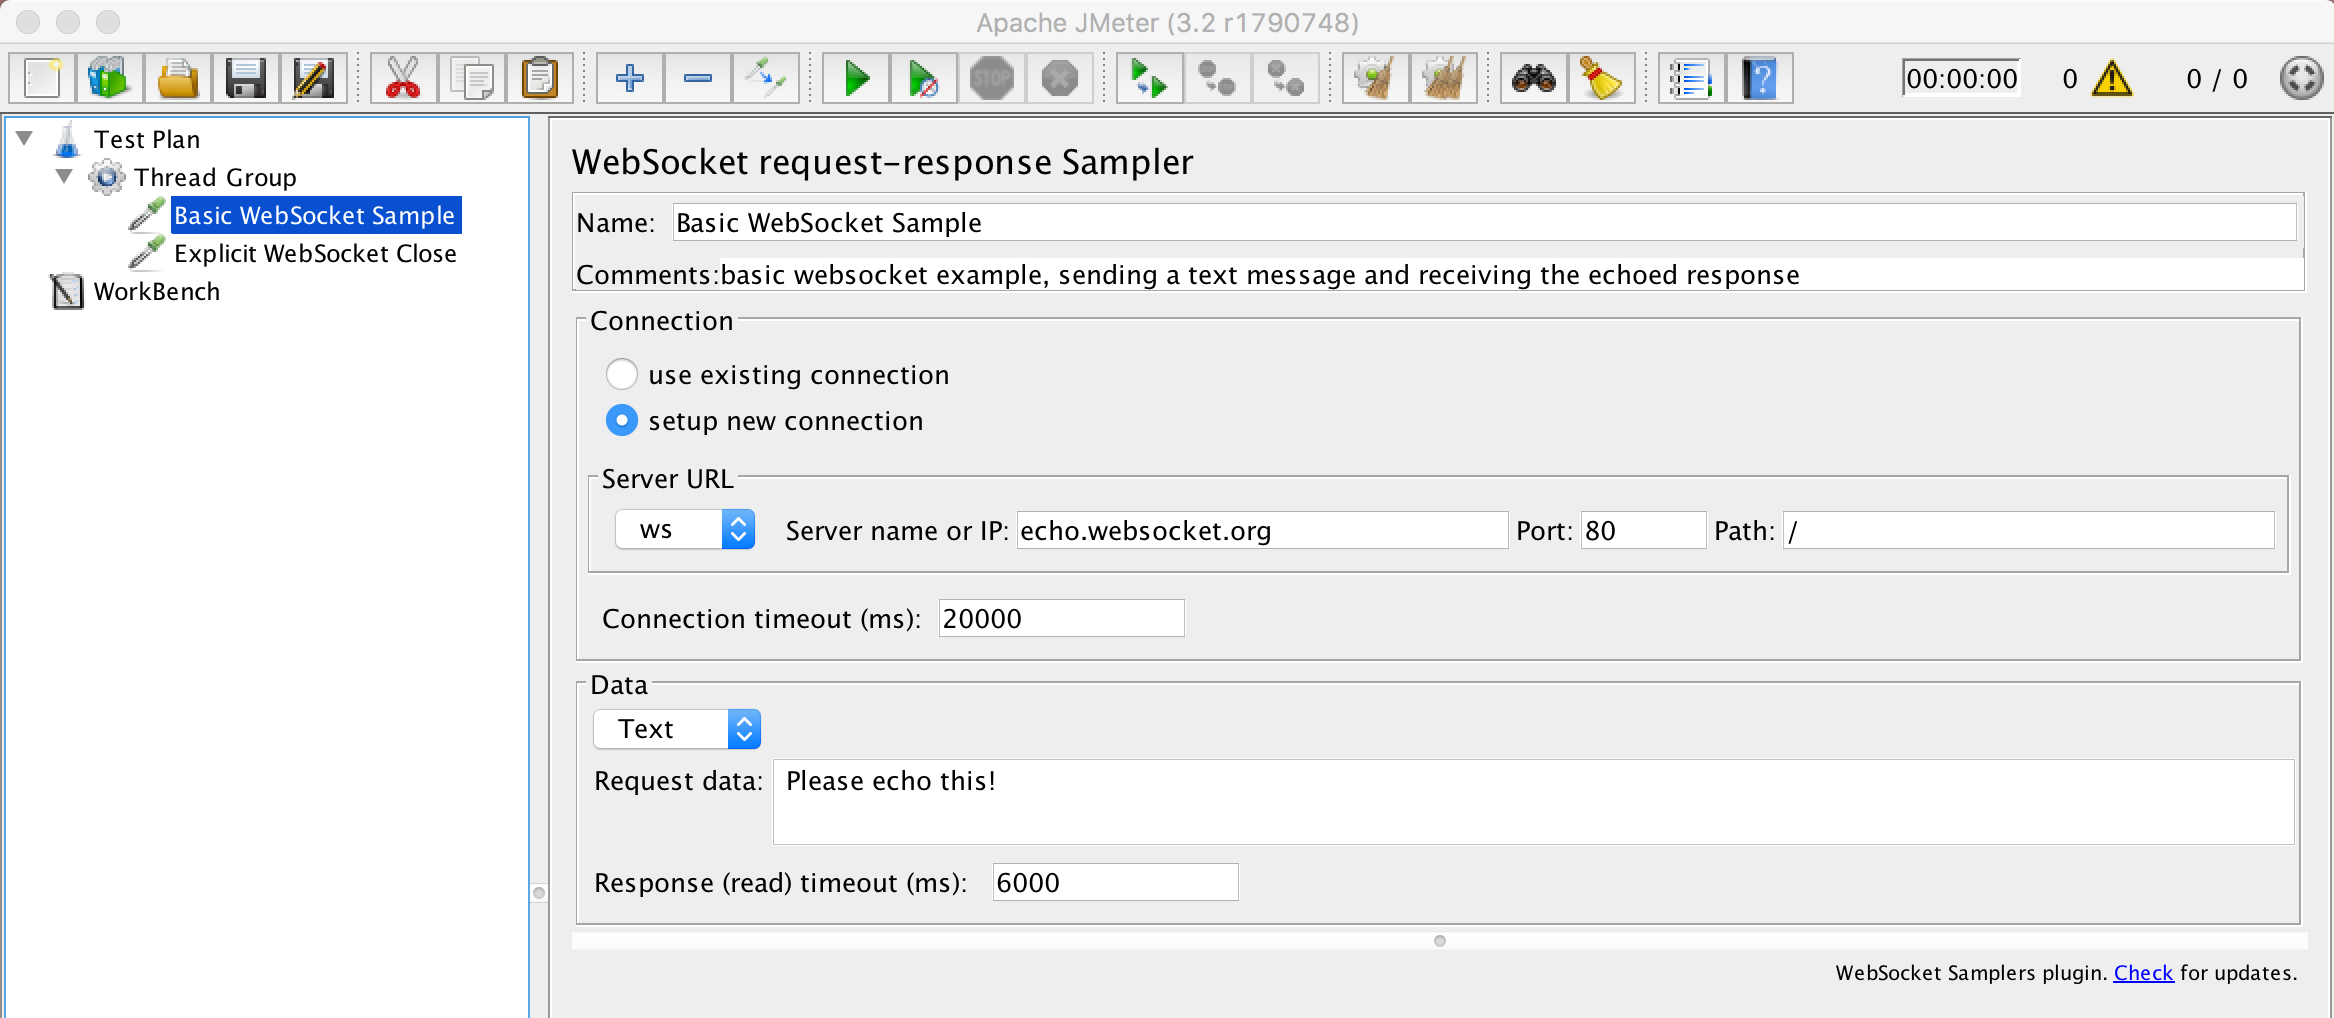 Apache JMeter (3.2 r1790748)
STOP
00:00:00
0
0 / 0
Test Plan
Thread Group
Basic WebSocket Sample
Explicit WebSocket Close
WorkBench
WebSocket request-response Sampler
Name: Basic WebSocket Sample
Comments: basic websocket example, sending a text message and receiving the echoed response
Connection
use existing connection
setup new connection
Server URL
ws Server name or IP: echo.websocket.org Port: 80 Path: /
Connection timeout (ms): 20000
Data
Text
Request data: Please echo this!
Response (read) timeout (ms): 6000
WebSocket Samplers plugin. Check for updates.